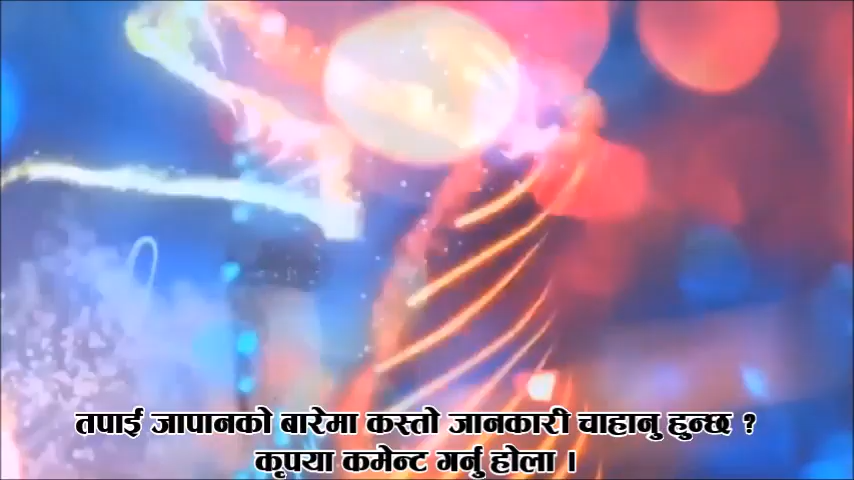 तपाई जापानको बारेमा कस्तो जानकारी चाहानु हुन्छ ?
कृपया कमेन्ट गर्नु होला ।